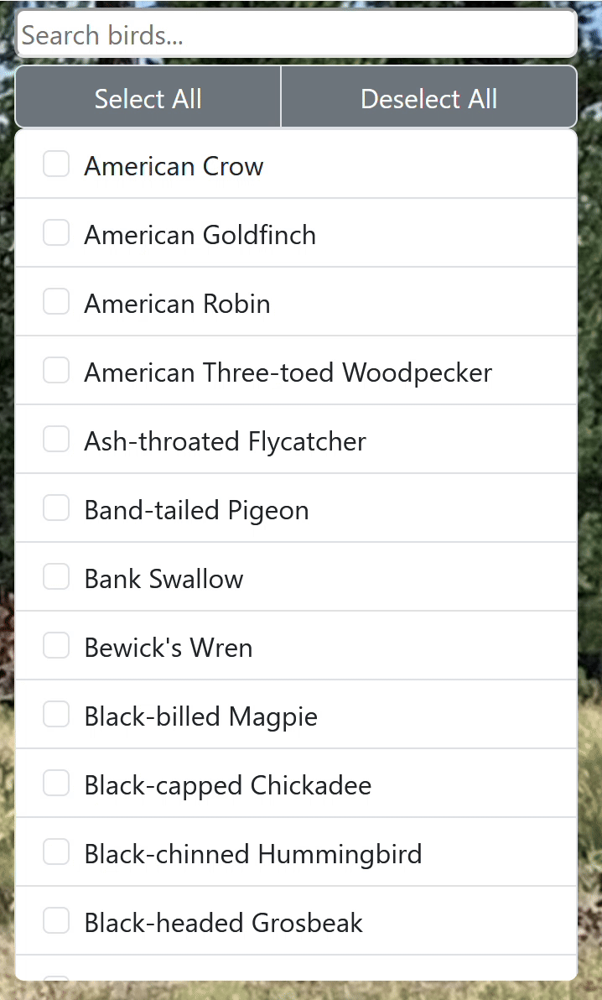 Search birds...
Select All Deselect All
American Crow
American Goldfinch
American Robin
American Three-toed Woodpecker
Ash-throated Flycatcher
Band-tailed Pigeon
Bank Swallow
Bewick's Wren
Black-billed Magpie
Black-capped Chickadee
Black-chinned Hummingbird
Black-headed Grosbeak